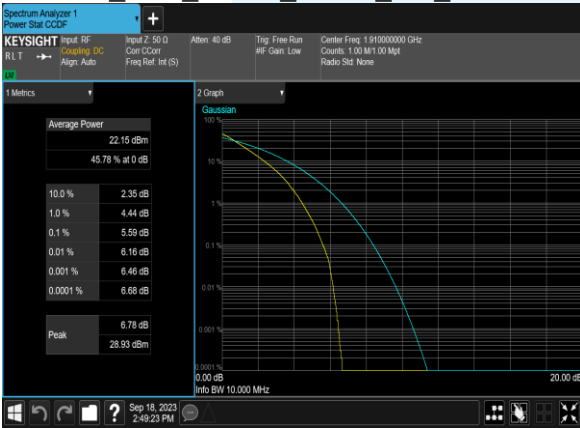 Spectrum Analyzer 1
Power Stat CCDF
+
KEYSIGHT
RLT
LW
Input: RF
Coupling: DC
Align: Auto
Input Z: 50 Ω
Corr CCorr
Freq Ref: Int (S)
Atten: 40 dB
Trig: Free Run
#IF Gain: Low
Center Freq: 1.910000000 GHz
Counts: 1.00 M/1.00 Mpt
Radio Std: None
1 Metrics
Average Power
22.15 dBm
45.78 % at 0 dB
10.0 % 2.35 dB
1.0 % 4.44 dB
0.1 % 5.59 dB
0.01 % 6.16 dB
0.001 % 6.46 dB
0.0001 % 6.68 dB
Peak
6.78 dB
28.93 dBm
2 Graph
Gaussian
100 %
10 %
1 %
0.1 %
0.01 %
0.001 %
0.0001 %
0.00 dB
20.00 dB
Info BW 10.000 MHz
?
Sep 18, 2023
2:49:23 PM